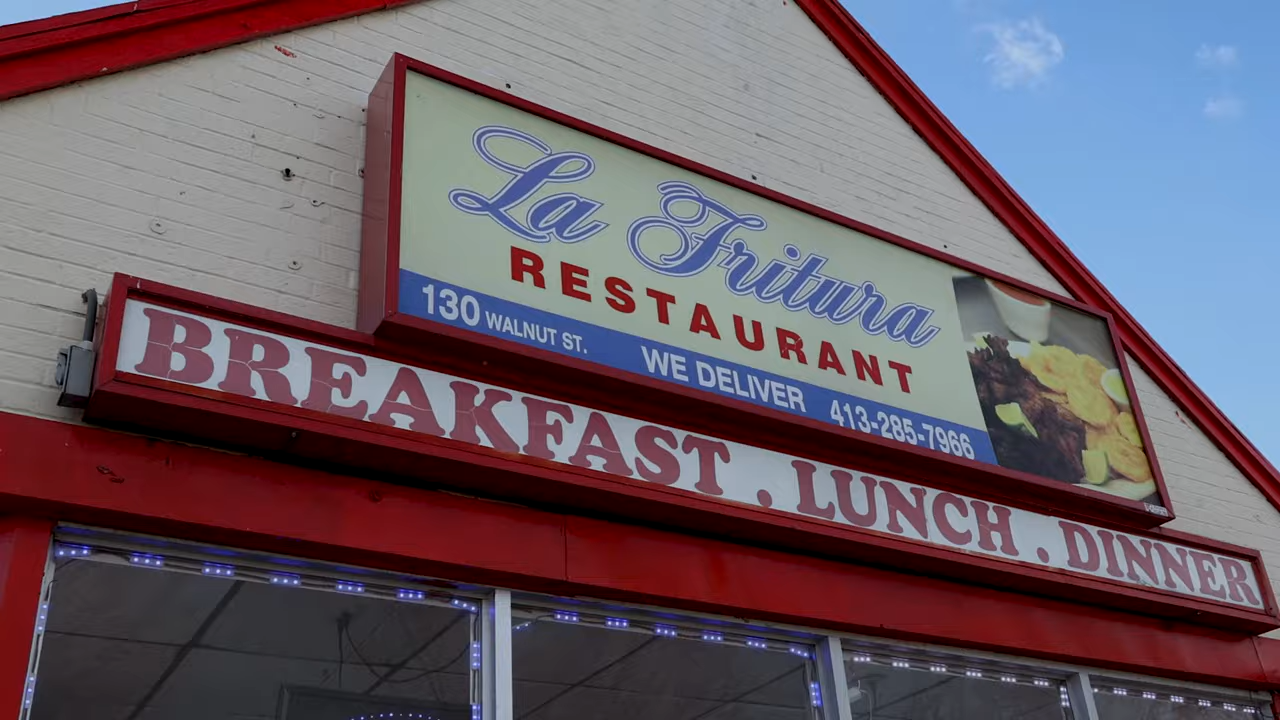 La Fritura
RESTAURANT
130 WALNUT ST. WE DELIVER 413-285-7966
BREAKFAST . LUNCH . DINNER